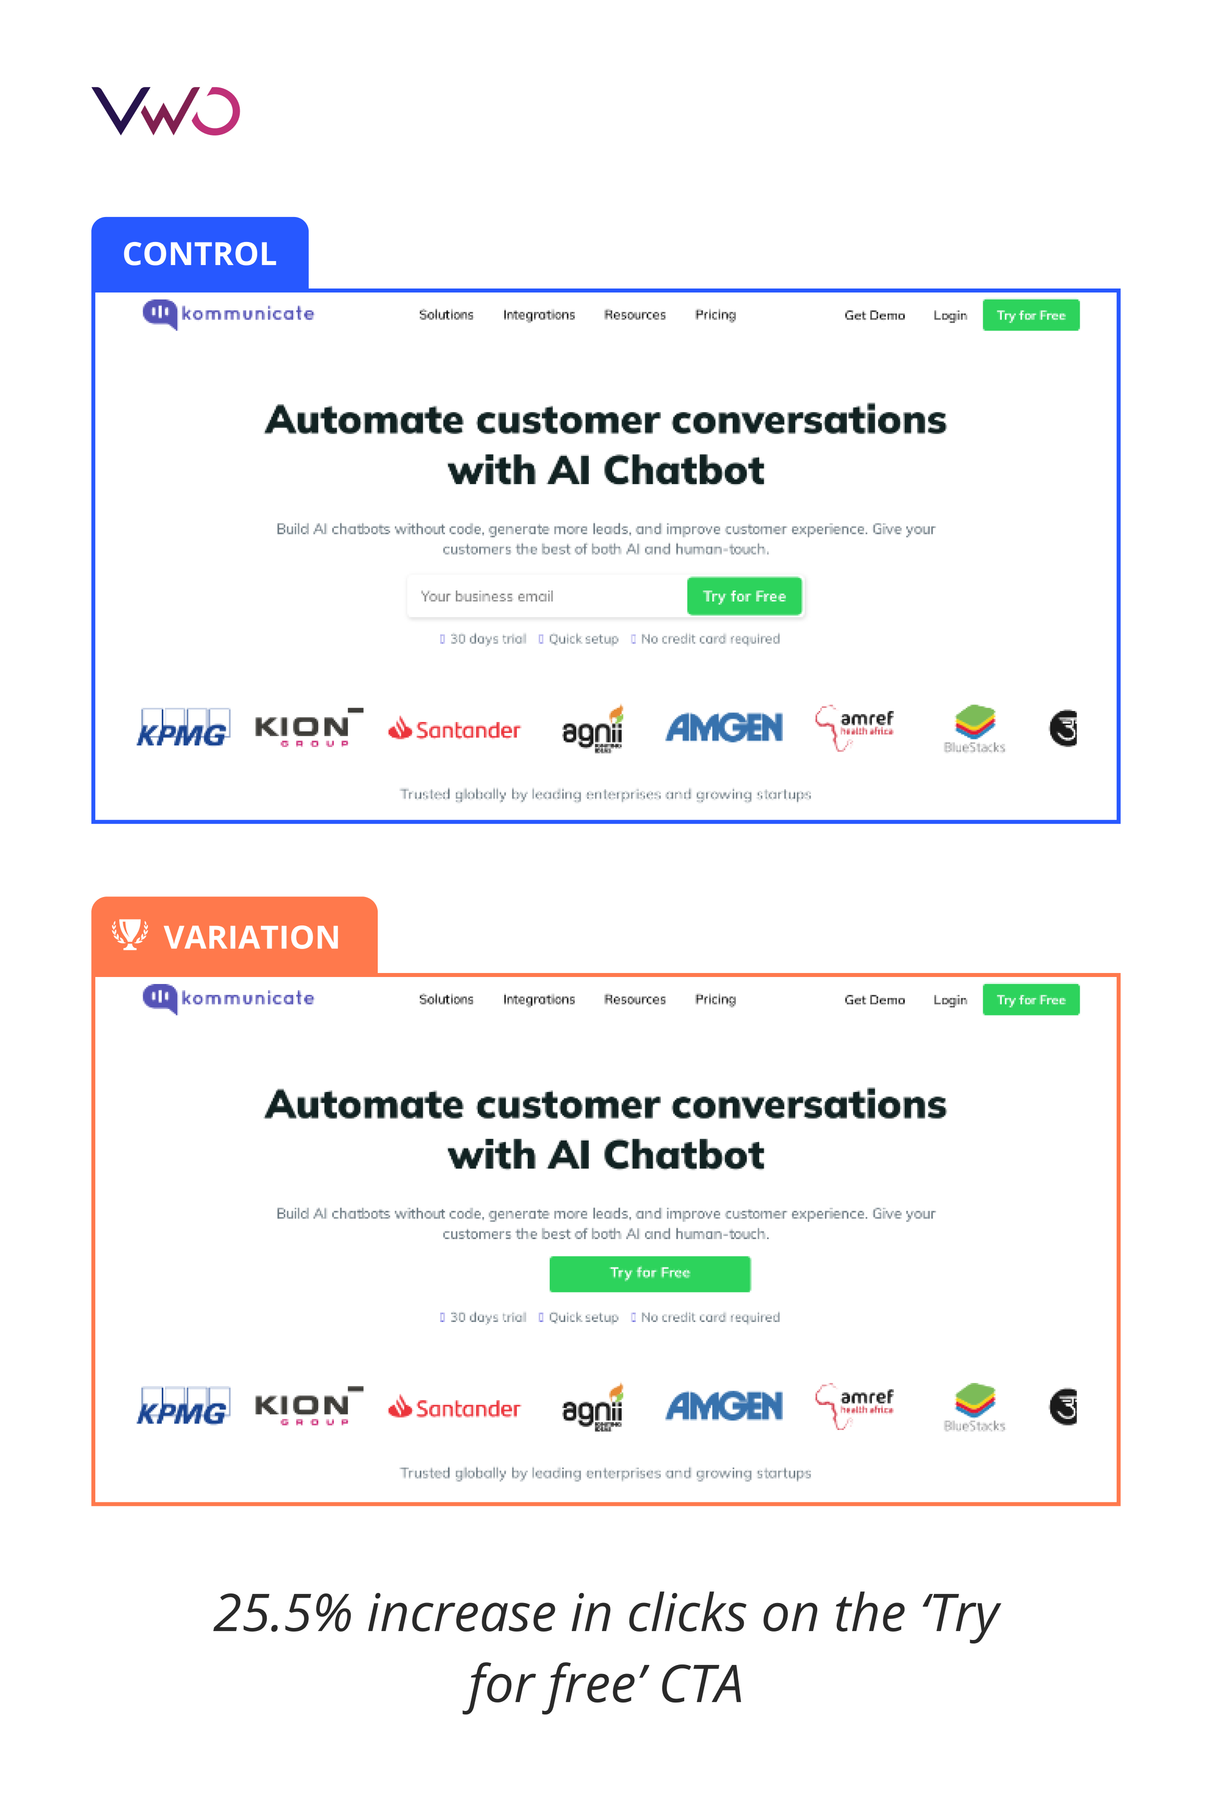 VWO
CONTROL
kommunicate Solutions Integrations Resources Pricing Get Demo Login Try for Free
Automate customer conversations
with AI Chatbot
Build AI chatbots without code, generate more leads, and improve customer experience. Give your
customers the best of both AI and human-touch.
Your business email Try for Free
30 days trial Quick setup No credit card required
KPMG KION GROUP Santander agnii IGNITING IDEAS AMGEN amref health africa BlueStacks
Trusted globally by leading enterprises and growing startups
VARIATION
kommunicate Solutions Integrations Resources Pricing Get Demo Login Try for Free
Automate customer conversations
with AI Chatbot
Build AI chatbots without code, generate more leads, and improve customer experience. Give your
customers the best of both AI and human-touch.
Try for Free
30 days trial Quick setup No credit card required
KPMG KION GROUP Santander agnii IGNITING IDEAS AMGEN amref health africa BlueStacks
Trusted globally by leading enterprises and growing startups
25.5% increase in clicks on the ‘Try
for free’ CTA